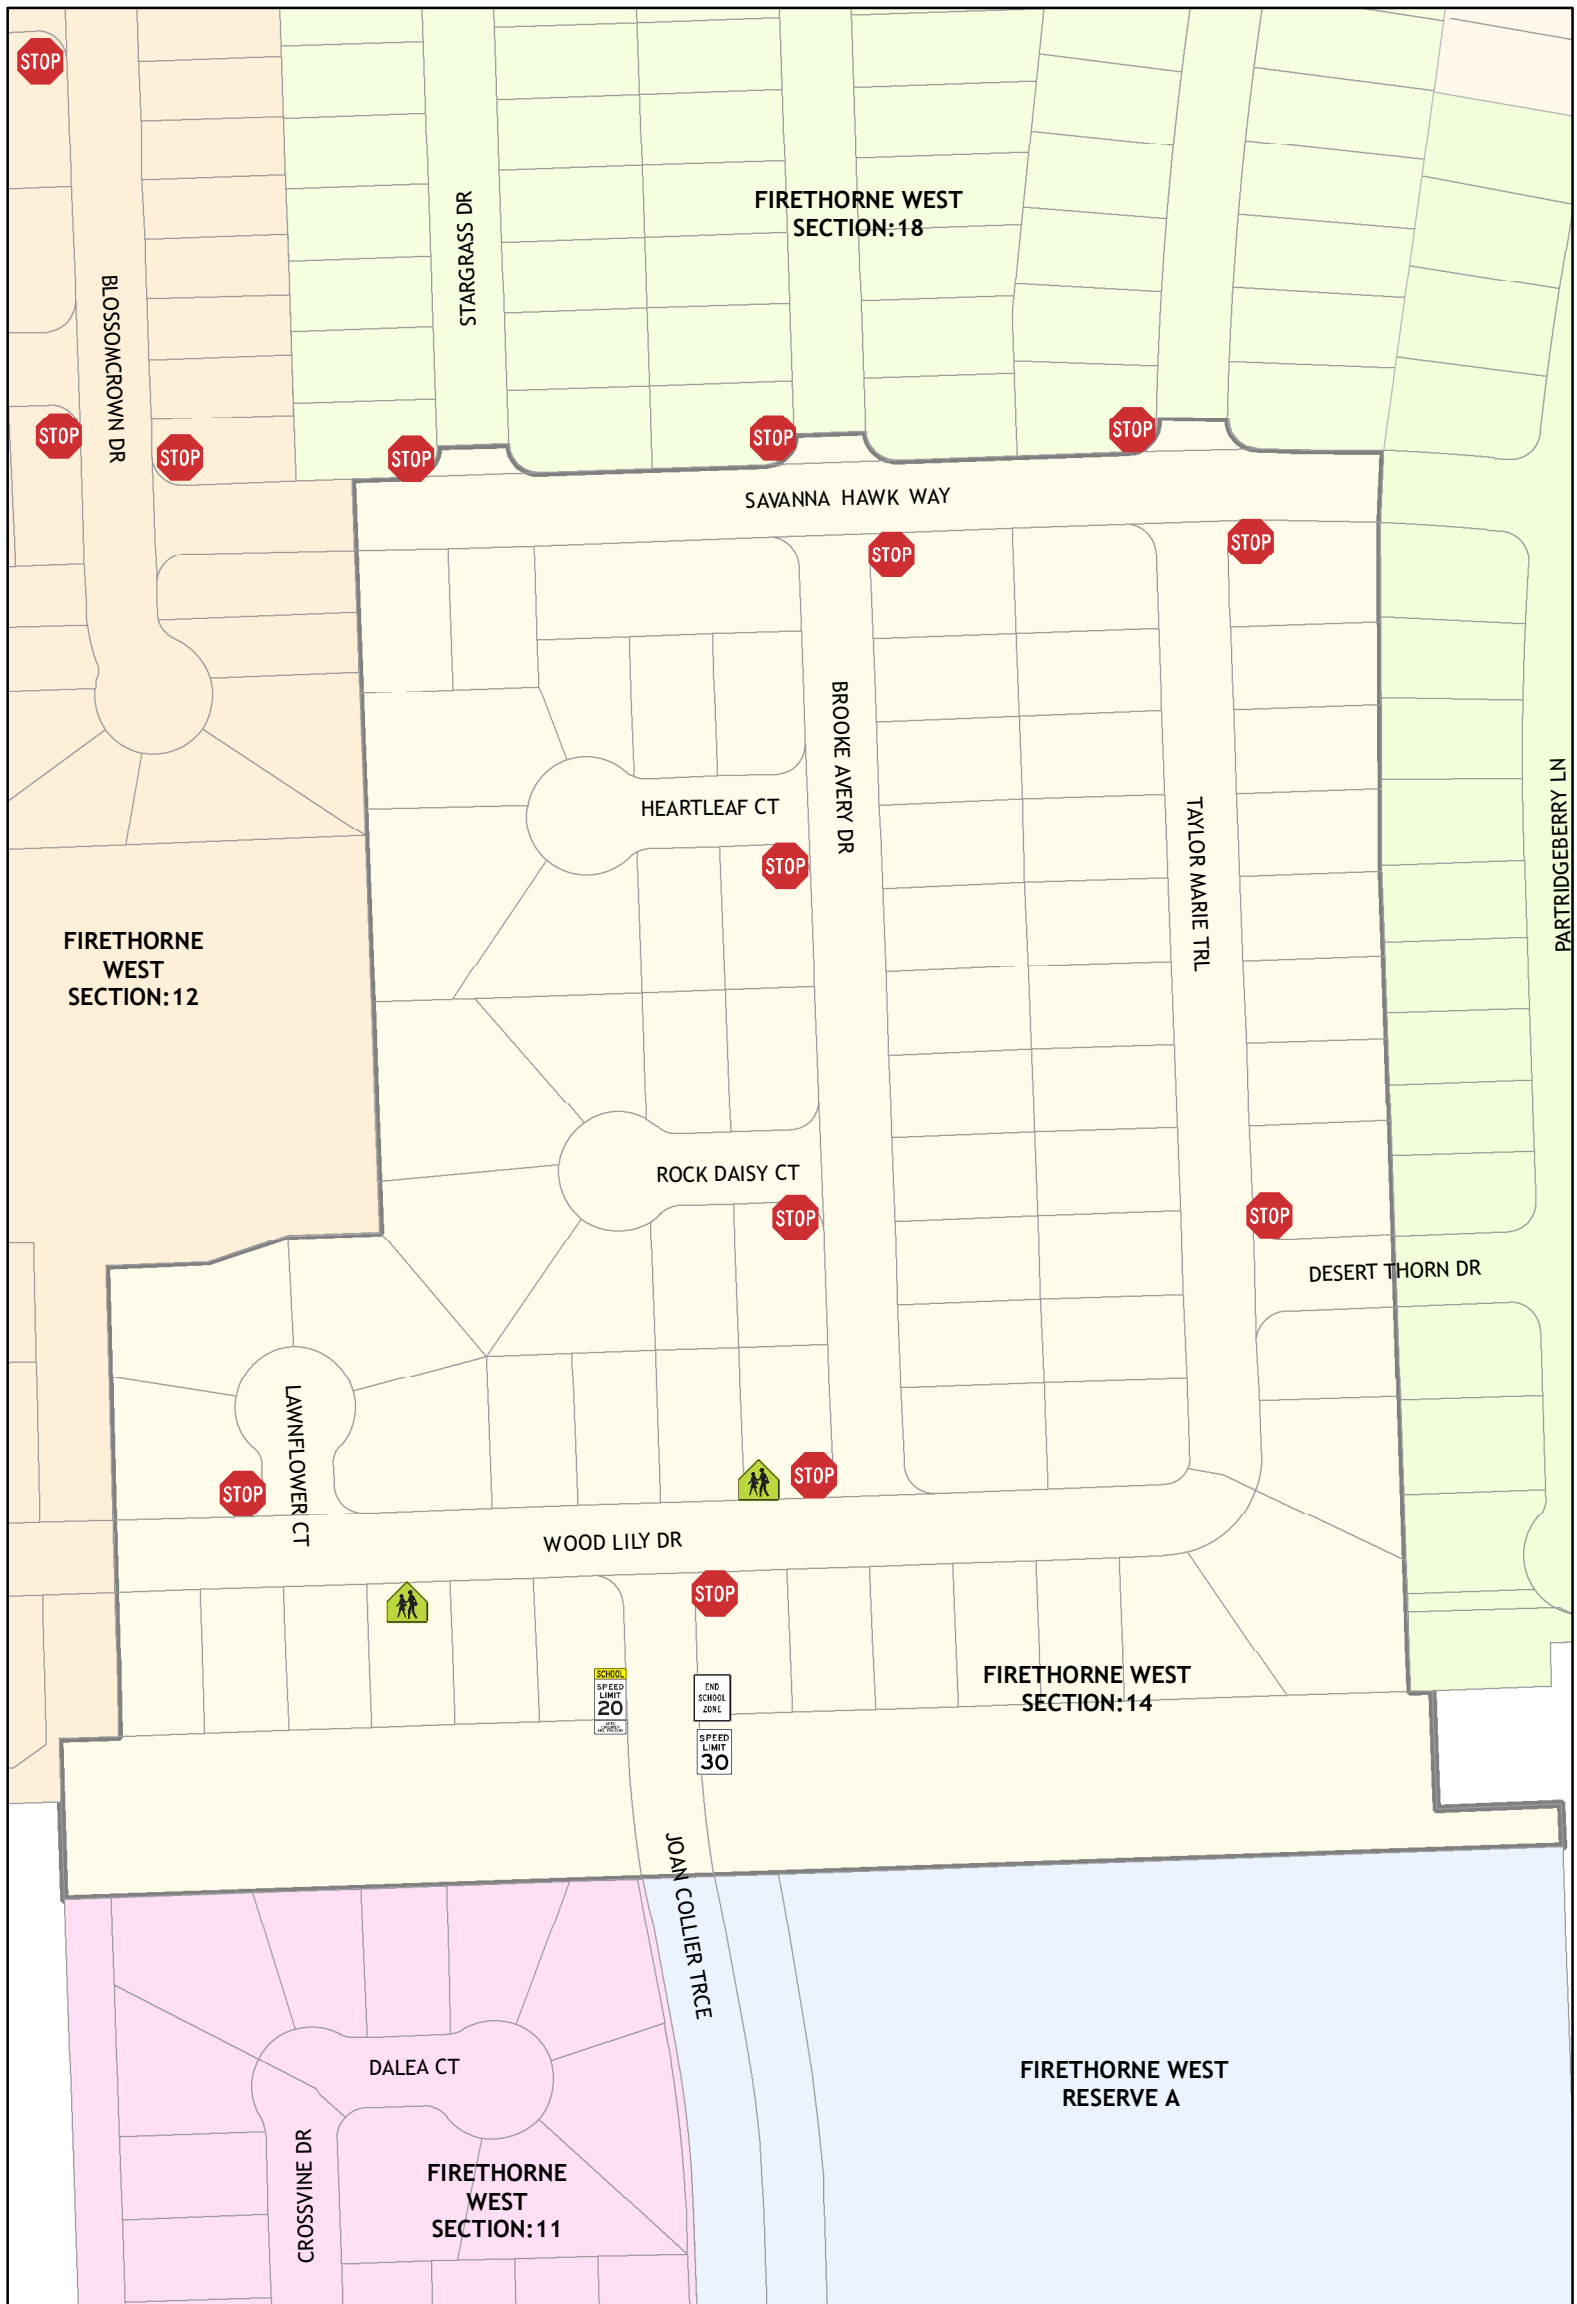 STOP
FIRETHORNE WEST
SECTION:18
STARGRASS DR
BLOSSOMCROWN DR
STOP
STOP
STOP
STOP
STOP
SAVANNA HAWK WAY
STOP
STOP
BROOKE AVERY DR
HEARTLEAF CT
TAYLOR MARIE TRL
PARTRIDGEBERRY LN
STOP
FIRETHORNE
WEST
SECTION:12
ROCK DAISY CT
STOP
STOP
DESERT THORN DR
LAWNFLOWER CT
STOP
STOP
WOOD LILY DR
STOP
SCHOOL
SPEED
LIMIT
20
END
SCHOOL
ZONE
SPEED
LIMIT
30
FIRETHORNE WEST
SECTION:14
JOAN COLLIER TRCE
DALEA CT
CROSSVINE DR
FIRETHORNE
WEST
SECTION:11
FIRETHORNE WEST
RESERVE A